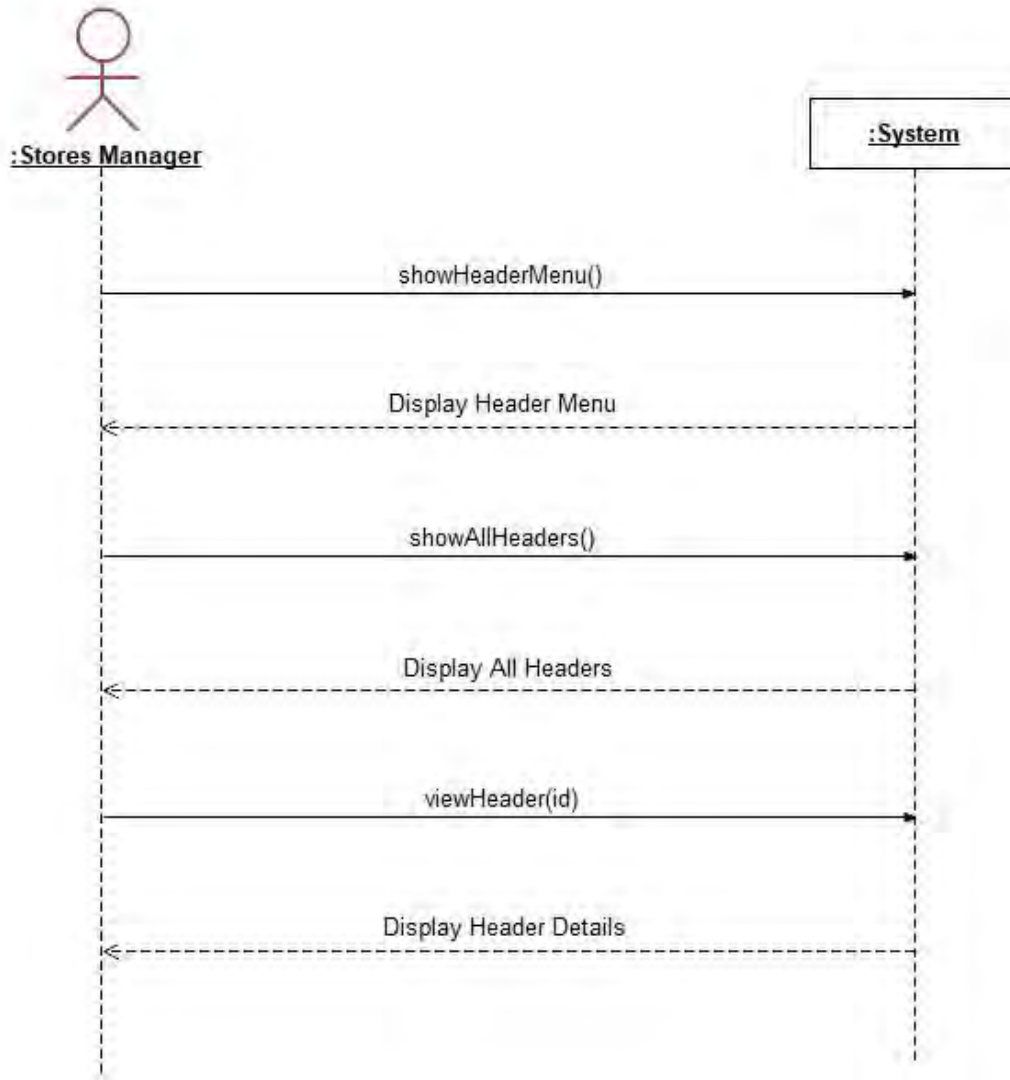 :Stores Manager
:System
showHeaderMenu()
Display Header Menu
showAllHeaders()
Display All Headers
viewHeader(id)
Display Header Details